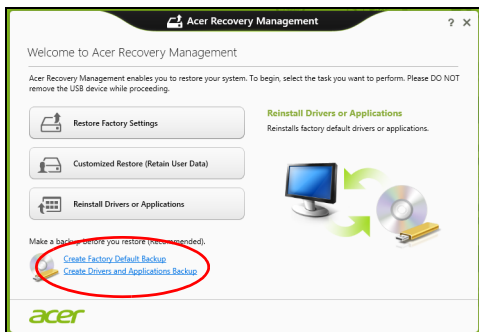 Acer Recovery Management
? ×
Welcome to Acer Recovery Management
Acer Recovery Management enables you to restore your system. To begin, select the task you want to perform. Please DO NOT
remove the USB device while proceeding.
Restore Factory Settings
Customized Restore (Retain User Data)
Reinstall Drivers or Applications
Reinstall Drivers or Applications
Reinstalls factory default drivers or applications.
Make a backup before you restore (Recommended).
Create Factory Default Backup
Create Drivers and Applications Backup
acer